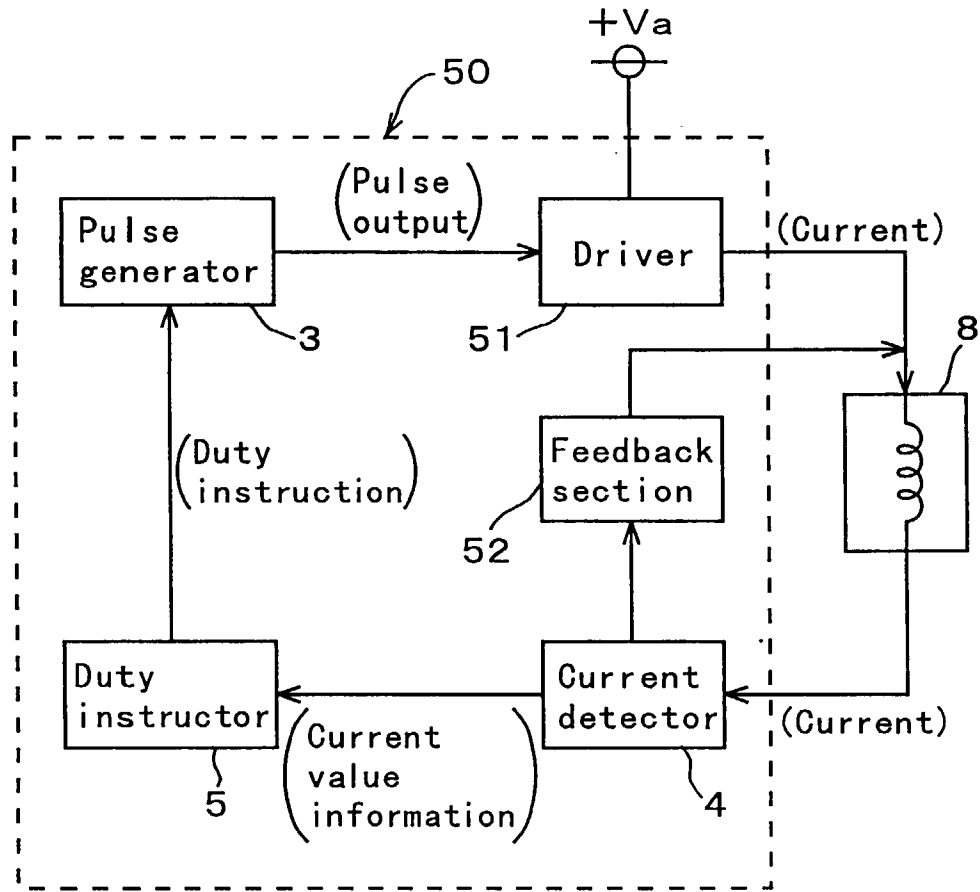 +Va
50
(Pulse
output)
Pulse
generator
3
Driver
51
(Current)
8
(Duty
instruction)
Feedback
section
52
Duty
instructor
5
(Current
value
information)
Current
detector
4
(Current)